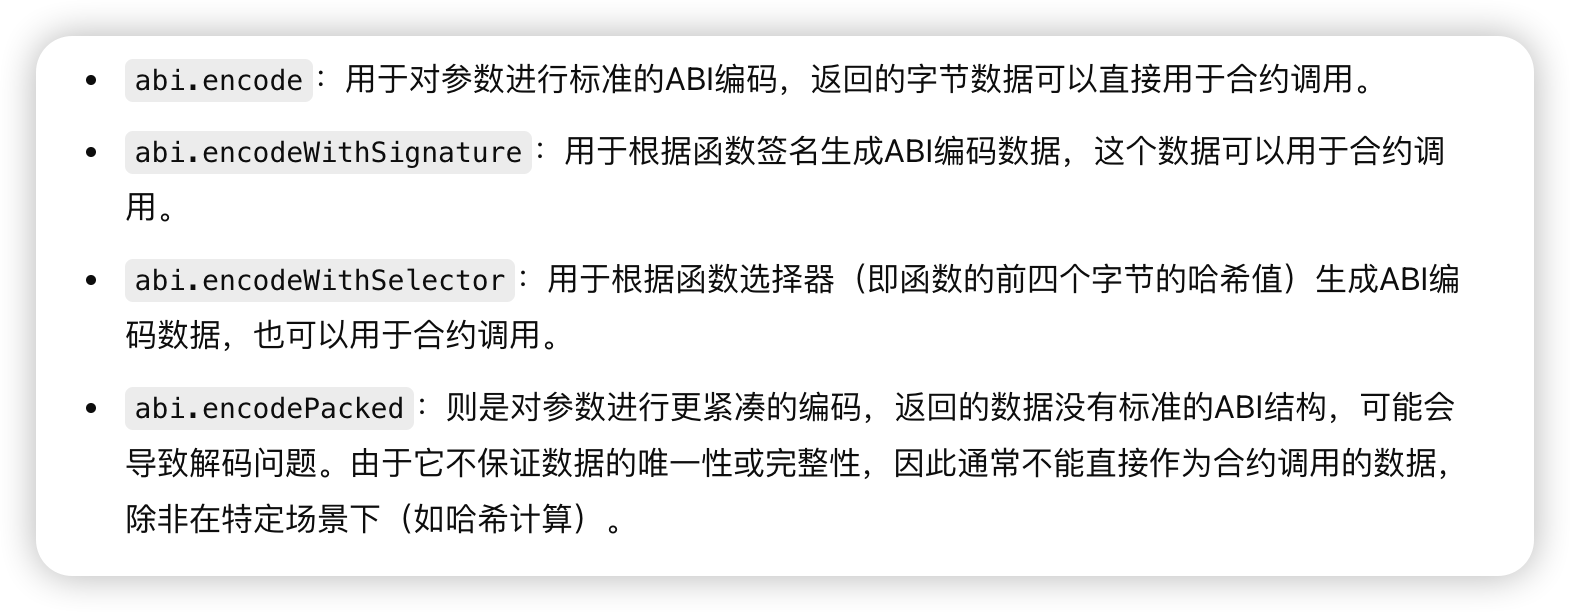 • abi.encode：用于对参数进行标准的ABI编码，返回的字节数据可以直接用于合约调用。
• abi.encodeWithSignature：用于根据函数签名生成ABI编码数据，这个数据可以用于合约调
用。
• abi.encodeWithSelector：用于根据函数选择器（即函数的前四个字节的哈希值）生成ABI编
码数据，也可以用于合约调用。
• abi.encodePacked：则是对参数进行更紧凑的编码，返回的数据没有标准的ABI结构，可能会
导致解码问题。由于它不保证数据的唯一性或完整性，因此通常不能直接作为合约调用的数据，
除非在特定场景下（如哈希计算）。